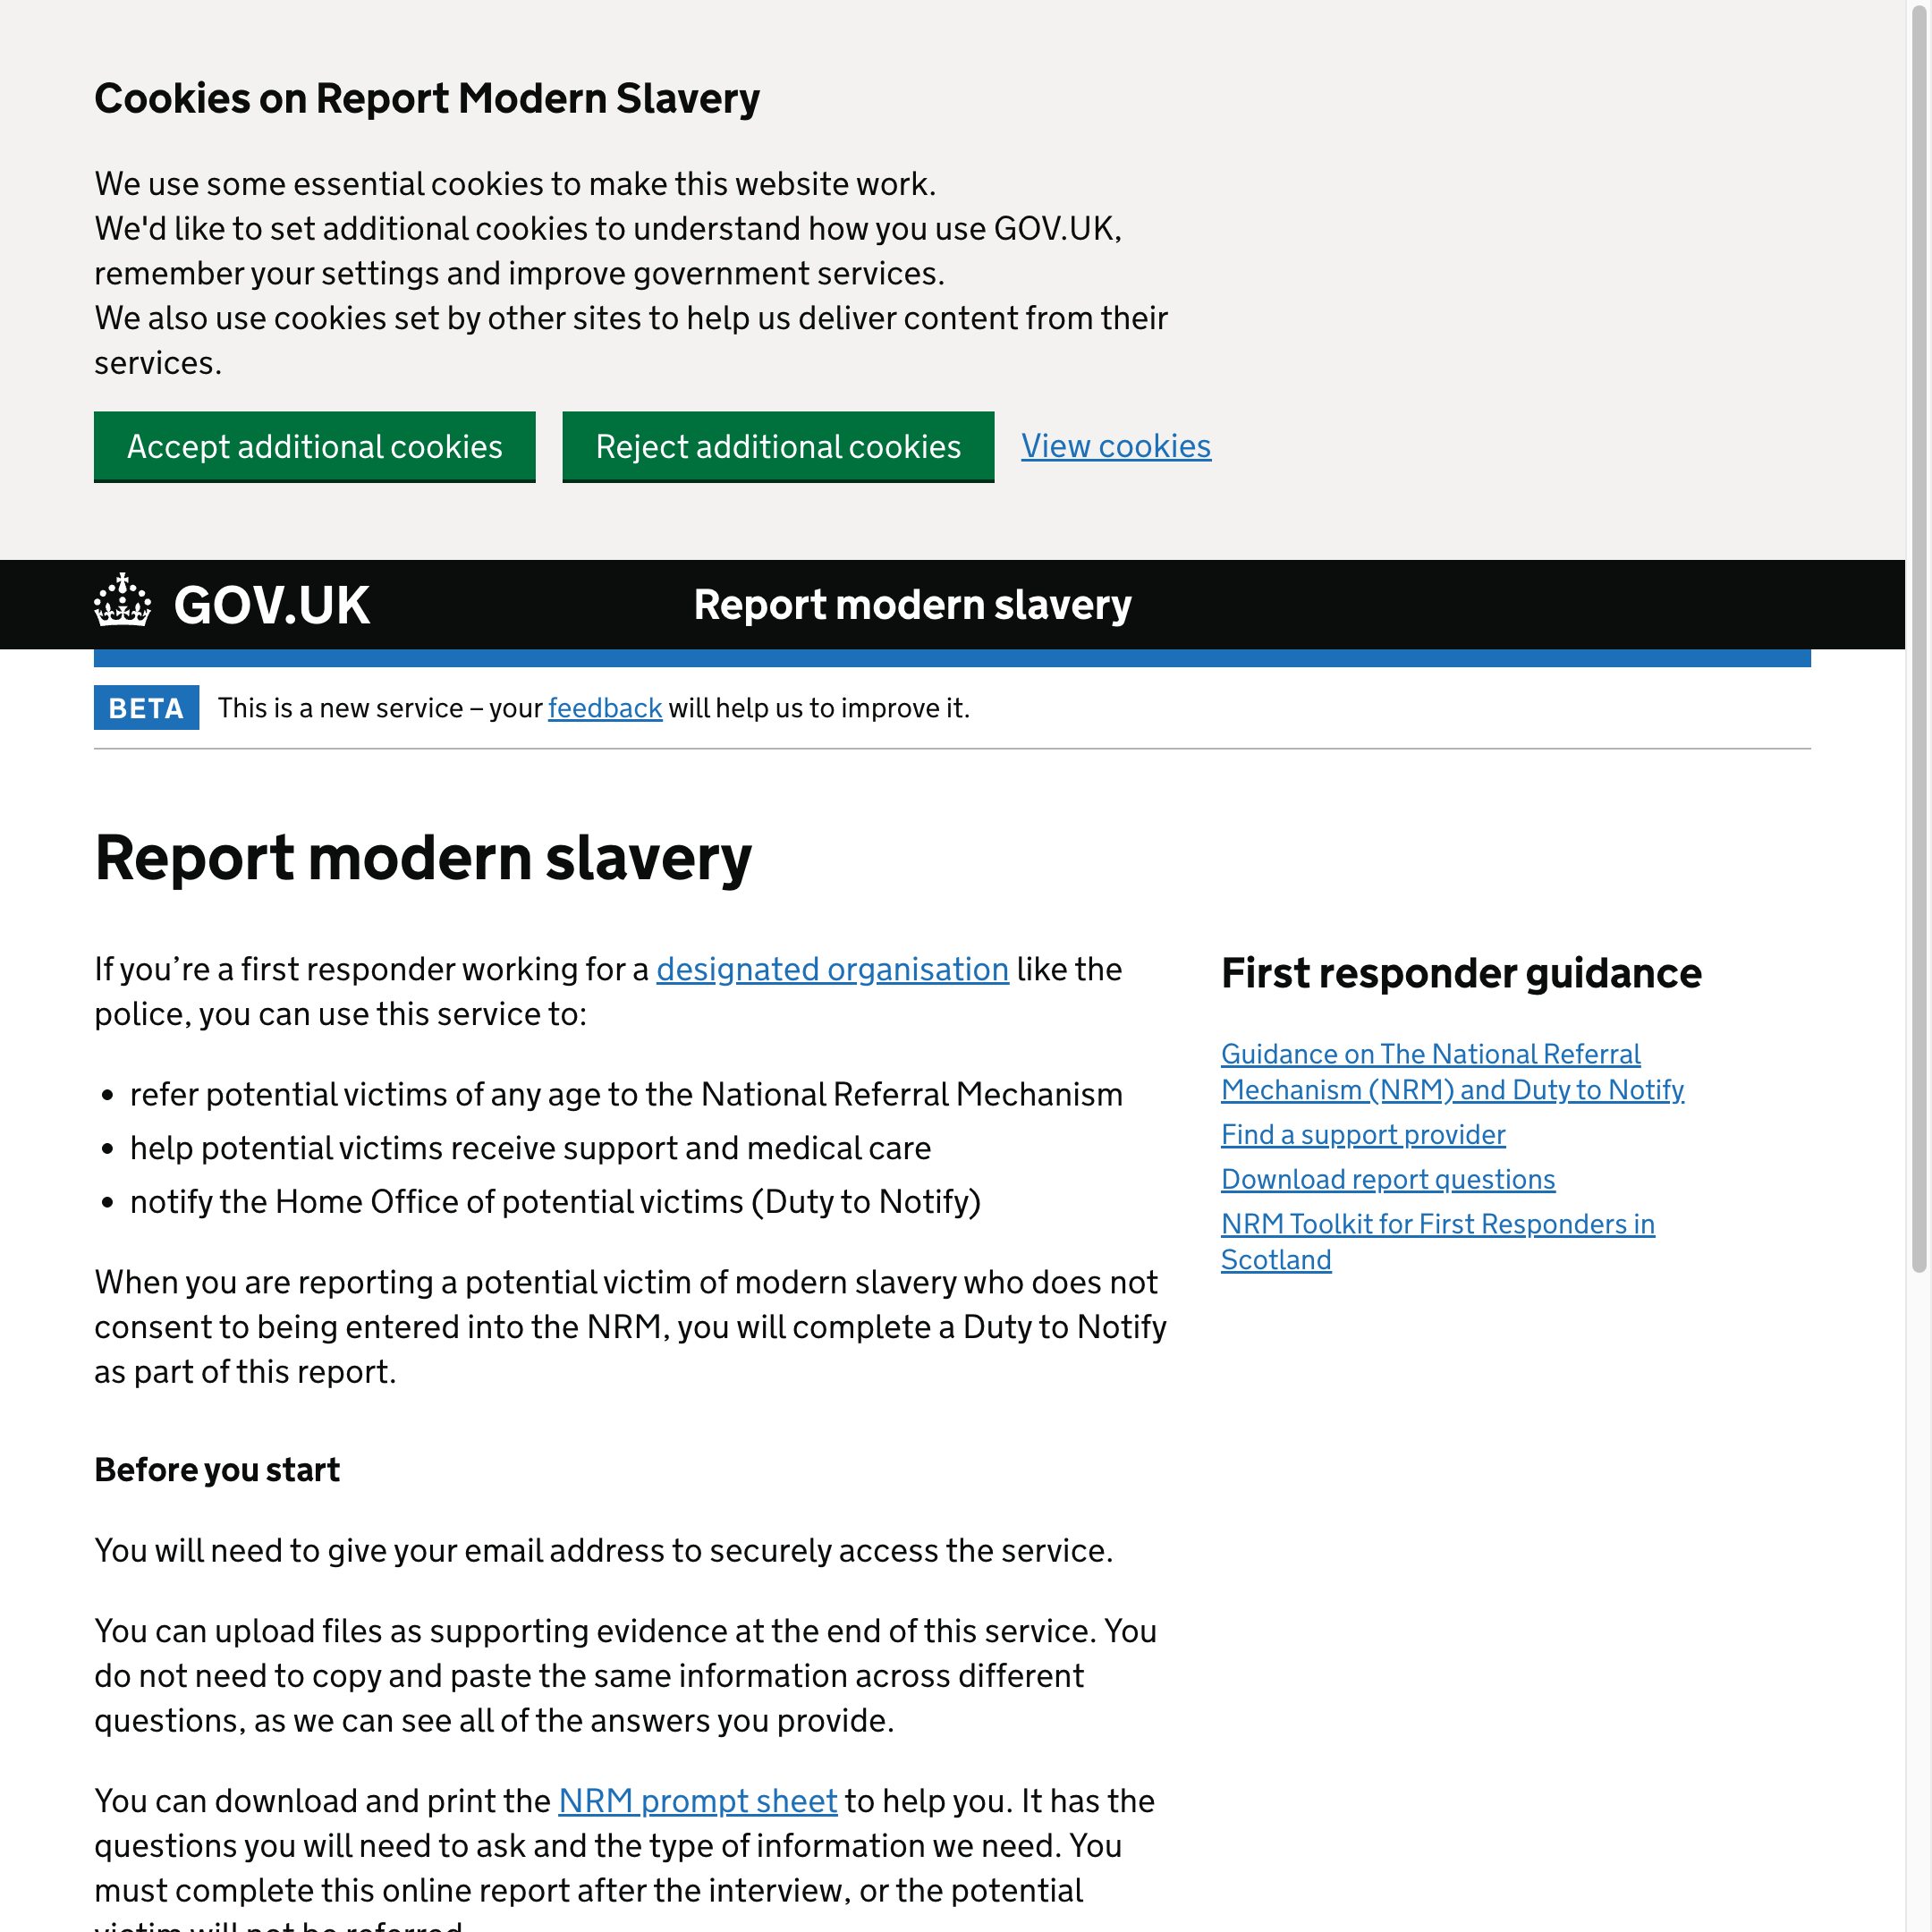 Cookies on Report Modern Slavery
We use some essential cookies to make this website work.
We'd like to set additional cookies to understand how you use GOV.UK,
remember your settings and improve government services.
We also use cookies set by other sites to help us deliver content from their
services.
Accept additional cookies
Reject additional cookies
View cookies
GOV.UK
Report modern slavery
BETA
This is a new service – your feedback will help us to improve it.
Report modern slavery
If you’re a first responder working for a designated organisation like the
police, you can use this service to:
• refer potential victims of any age to the National Referral Mechanism
• help potential victims receive support and medical care
• notify the Home Office of potential victims (Duty to Notify)
When you are reporting a potential victim of modern slavery who does not
consent to being entered into the NRM, you will complete a Duty to Notify
as part of this report.
Before you start
You will need to give your email address to securely access the service.
You can upload files as supporting evidence at the end of this service. You
do not need to copy and paste the same information across different
questions, as we can see all of the answers you provide.
You can download and print the NRM prompt sheet to help you. It has the
questions you will need to ask and the type of information we need. You
must complete this online report after the interview, or the potential
victim will not be referred.
First responder guidance
Guidance on The National Referral
Mechanism (NRM) and Duty to Notify
Find a support provider
Download report questions
NRM Toolkit for First Responders in
Scotland